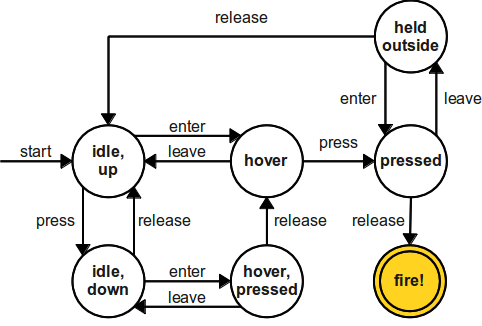 release
held
outside
enter
leave
enter
press
start
idle,
up
leave
hover
pressed
press
release
release
release
idle,
down
enter
hover,
pressed
leave
fire!